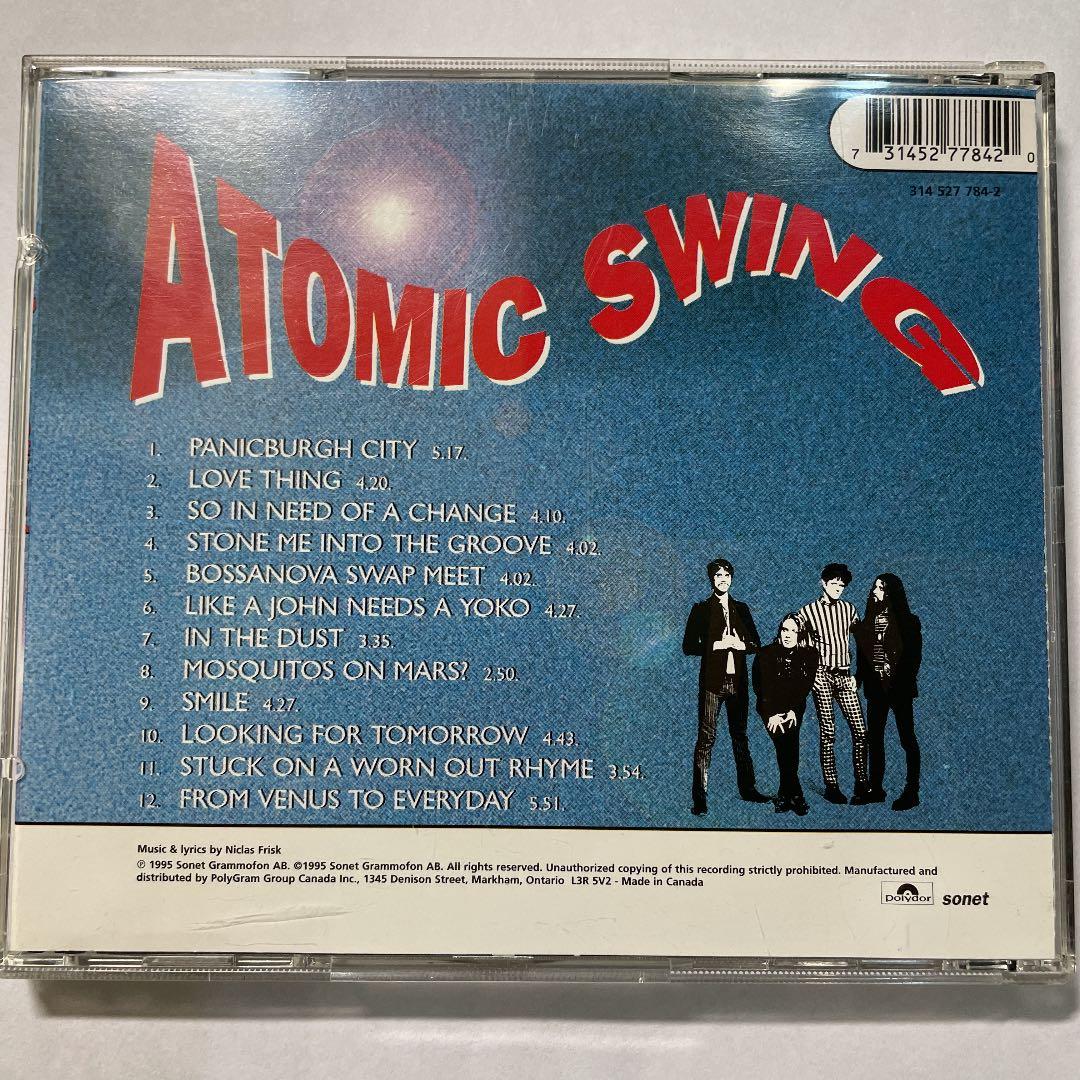 7 31452 77842 0
314 527 784-2
ATOMIC SWING
1. PANICBURGH CITY 5.17.
2. LOVE THING 4.20.
3. SO IN NEED OF A CHANGE 4.10.
4. STONE ME INTO THE GROOVE 4.02.
5. BOSSANOVA SWAP MEET 4.02.
6. LIKE A JOHN NEEDS A YOKO 4.27.
7. IN THE DUST 3.35.
8. MOSQUITOS ON MARS? 2.50.
9. SMILE 4.27.
10. LOOKING FOR TOMORROW 4.43.
11. STUCK ON A WORN OUT RHYME 3.54.
12. FROM VENUS TO EVERYDAY 5.51.
Music & lyrics by Niclas Frisk
℗ 1995 Sonet Grammofon AB. ©1995 Sonet Grammofon AB. All rights reserved. Unauthorized copying of this recording strictly prohibited. Manufactured and
distributed by PolyGram Group Canada Inc., 1345 Denison Street, Markham, Ontario L3R 5V2 - Made in Canada
Polydor sonet